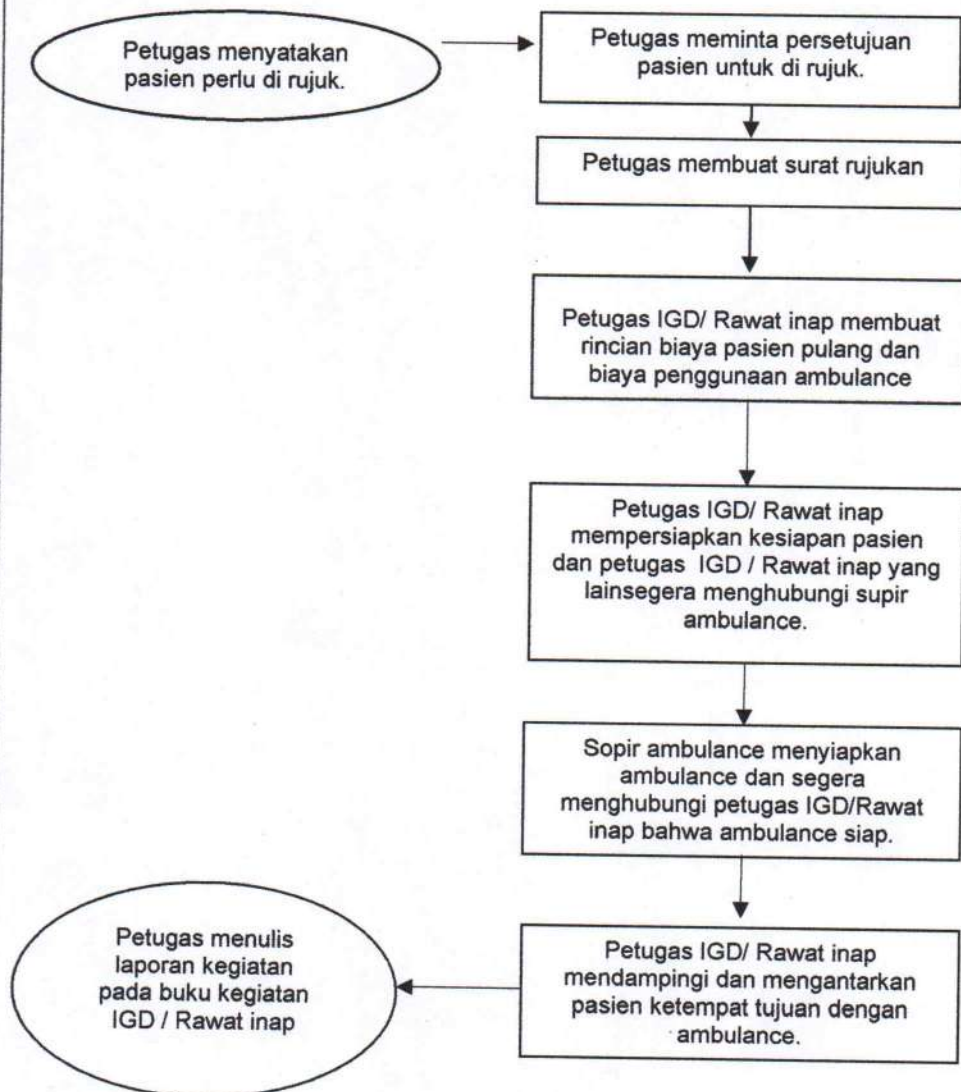 Petugas menyatakan
pasien perlu di rujuk.
Petugas meminta persetujuan
pasien untuk di rujuk.
Petugas membuat surat rujukan
Petugas IGD/ Rawat inap membuat
rincian biaya pasien pulang dan
biaya penggunaan ambulance
Petugas IGD/ Rawat inap
mempersiapkan kesiapan pasien
dan petugas IGD / Rawat inap yang
lainsegera menghubungi supir
ambulance.
Sopir ambulance menyiapkan
ambulance dan segera
menghubungi petugas IGD/Rawat
inap bahwa ambulance siap.
Petugas IGD/ Rawat inap
mendampingi dan mengantarkan
pasien ketempat tujuan dengan
ambulance.
Petugas menulis
laporan kegiatan
pada buku kegiatan
IGD / Rawat inap